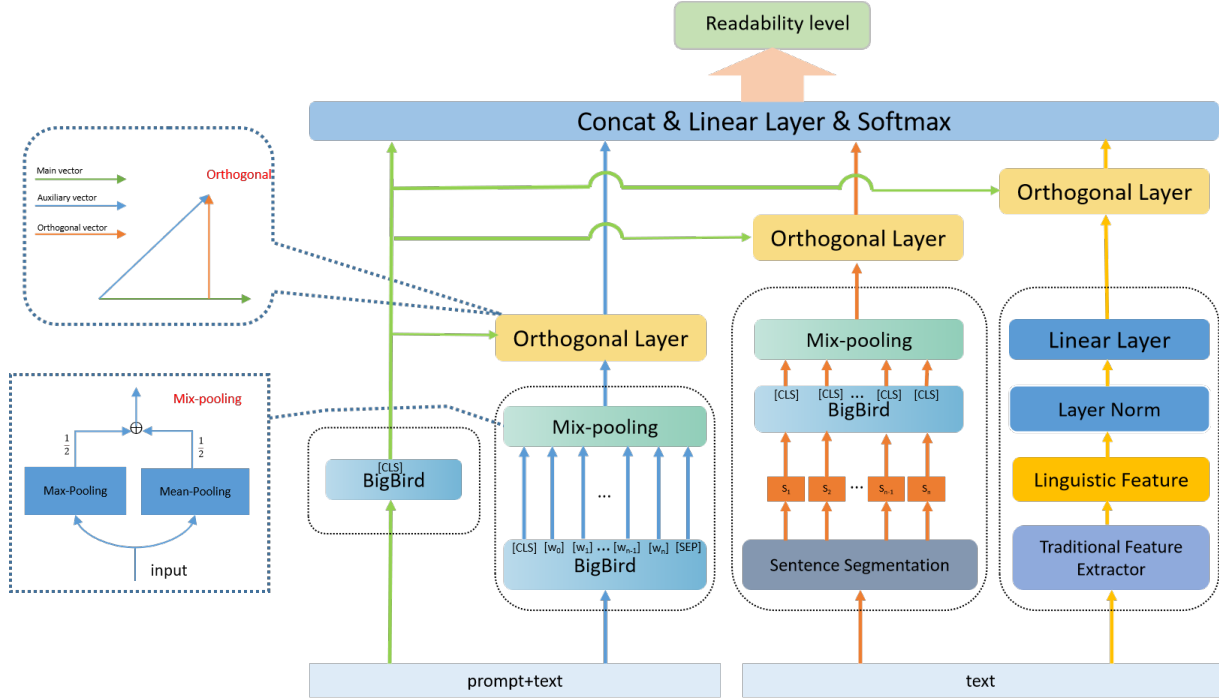 Readability level
Concat & Linear Layer & Softmax
Main vector
Orthogonal
Auxiliary vector
Orthogonal vector
Orthogonal Layer
Orthogonal Layer
Orthogonal Layer
Mix-pooling
1/2
1/2
Max-Pooling
Mean-Pooling
input
[CLS]
BigBird
Mix-pooling
...
[CLS] [w0] [w1] ... [wn-1] [wn] [SEP]
BigBird
Mix-pooling
[CLS] [CLS] ... [CLS] [CLS]
BigBird
S1 S2 ... Sn-1 Sn
Sentence Segmentation
Linear Layer
Layer Norm
Linguistic Feature
Traditional Feature
Extractor
prompt+text
text